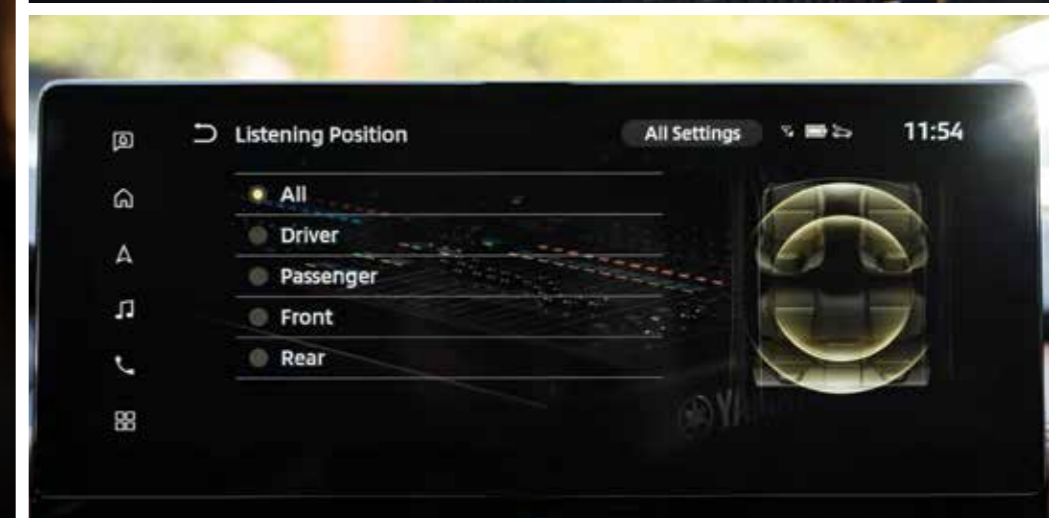 Listening Position
All Settings
11:54
All
Driver
Passenger
Front
Rear